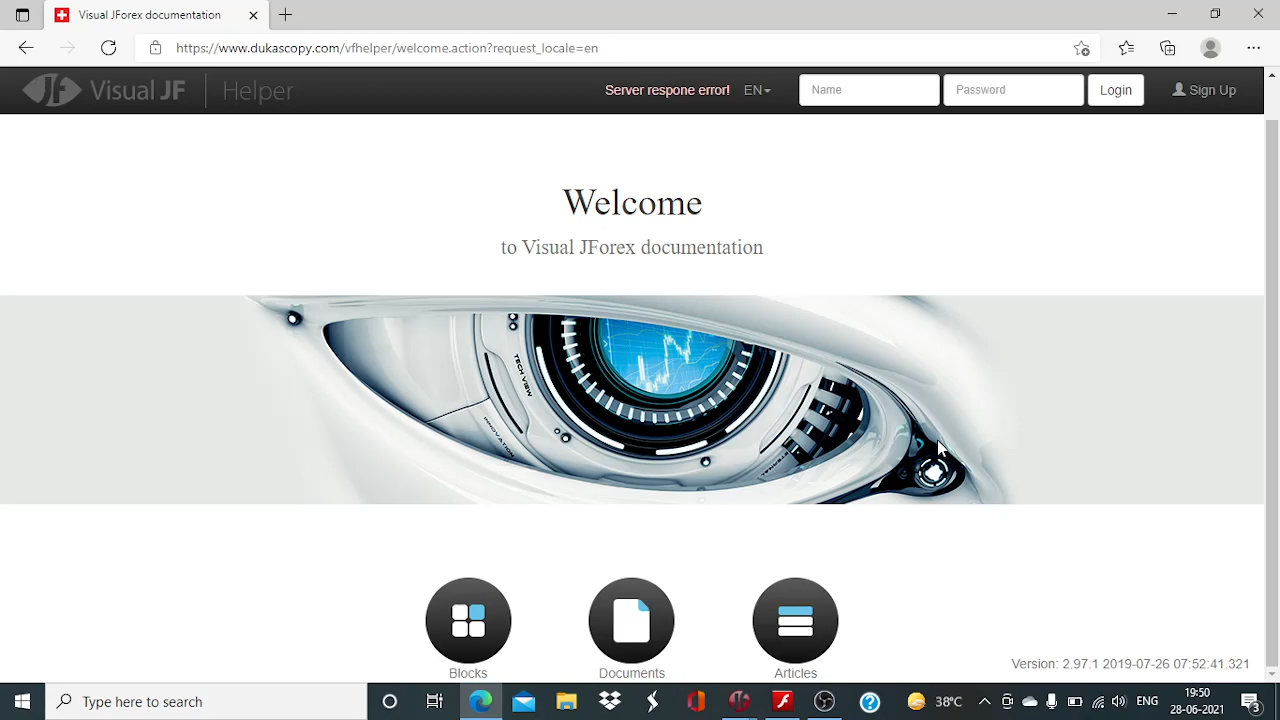 Visual JForex documentation
https://www.dukascopy.com/vfhelper/welcome.action?request_locale=en
Visual JF Helper Server respone error! EN Name Password Login Sign Up
Welcome
to Visual JForex documentation
TECH VIEW
INNOVATION
Blocks Documents Articles
Version: 2.97.1 2019-07-26 07:52:41.321
Type here to search 38°C ENG 19:50
28-06-2021 3